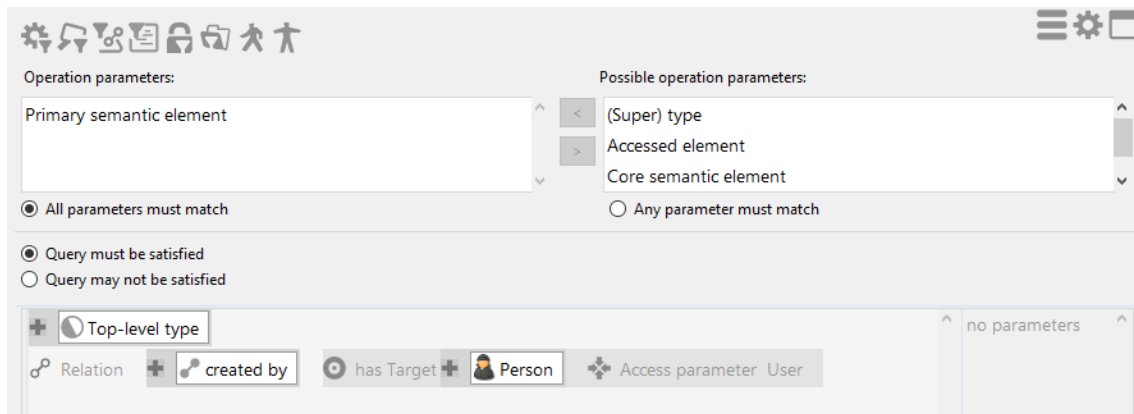 Operation parameters:
Possible operation parameters:
Primary semantic element
<
(Super) type
Accessed element
>
Core semantic element
All parameters must match
Any parameter must match
Query must be satisfied
Query may not be satisfied
Top-level type
no parameters
Relation created by has Target Person Access parameter User